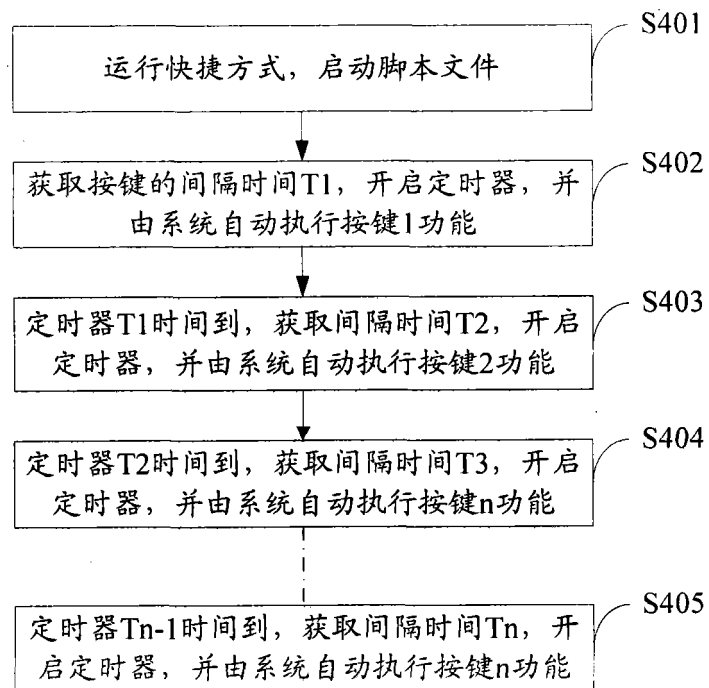 S401
运行快捷方式，启动脚本文件
S402
获取按键的间隔时间T1，开启定时器，并
由系统自动执行按键1功能
S403
定时器T1时间到，获取间隔时间T2，开启
定时器，并由系统自动执行按键2功能
S404
定时器T2时间到，获取间隔时间T3，开启
定时器，并由系统自动执行按键n功能
S405
定时器Tn-1时间到，获取间隔时间Tn，开
启定时器，并由系统自动执行按键n功能